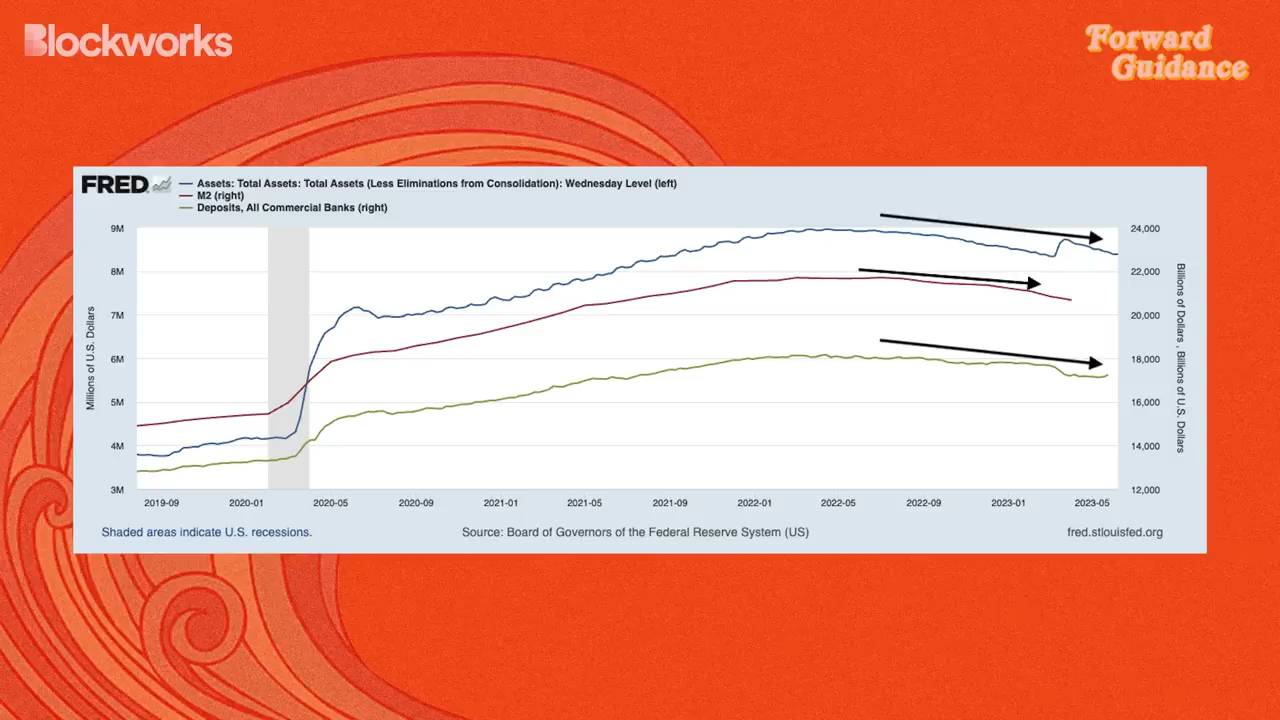 Blockworks
Forward
Guidance
FRED
Assets: Total Assets: Total Assets (Less Eliminations from Consolidation): Wednesday Level (left)
M2 (right)
Deposits, All Commercial Banks (right)
9M
8M
7M
6M
5M
4M
3M
Millions of U.S. Dollars
24,000
22,000
20,000
18,000
16,000
14,000
12,000
Billions of Dollars , Billions of U.S. Dollars
2019-09 2020-01 2020-05 2020-09 2021-01 2021-05 2021-09 2022-01 2022-05 2022-09 2023-01 2023-05
Shaded areas indicate U.S. recessions.
Source: Board of Governors of the Federal Reserve System (US)
fred.stlouisfed.org